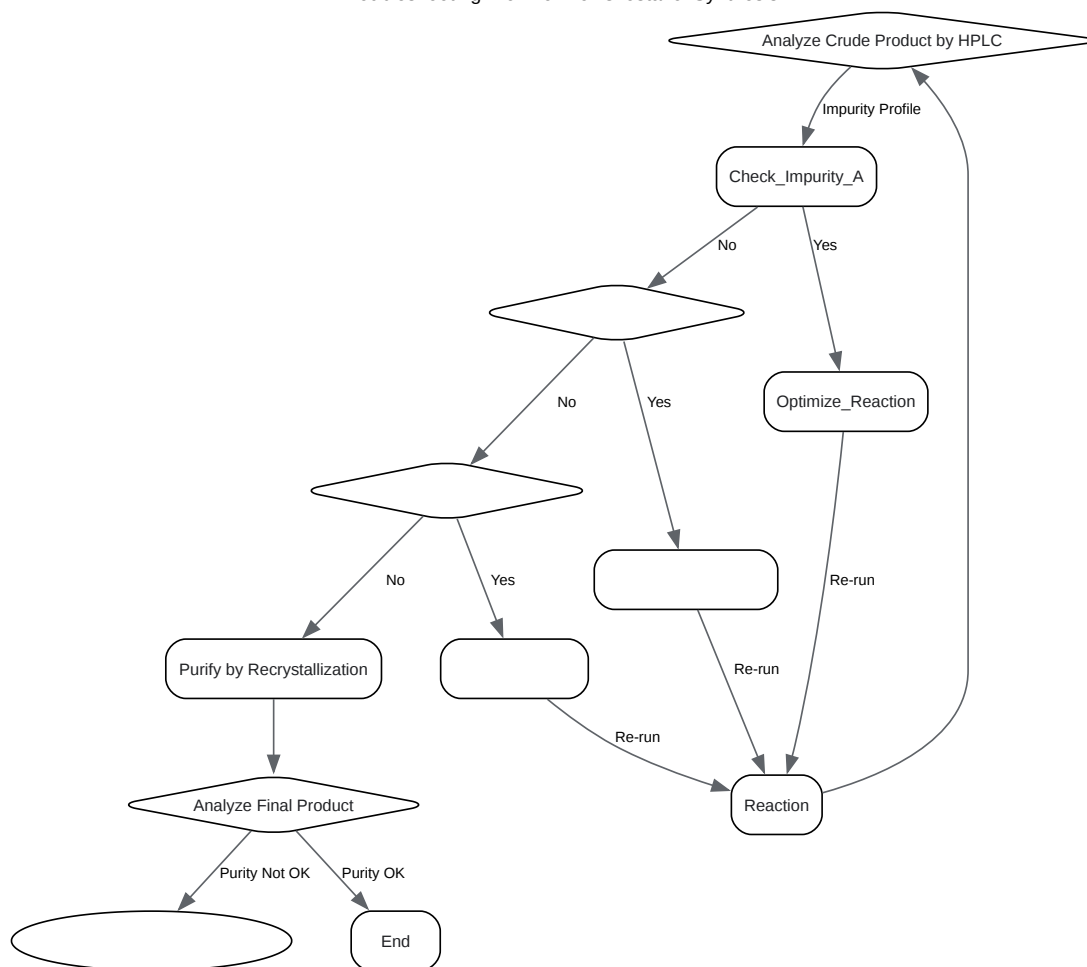 Analyze Crude Product by HPLC
Impurity Profile
Check_Impurity_A
No
Yes
No
Yes
Optimize_Reaction
No
Yes
Re-run
Purify by Recrystallization
Re-run
Re-run
Analyze Final Product
Reaction
Purity Not OK
Purity OK
End